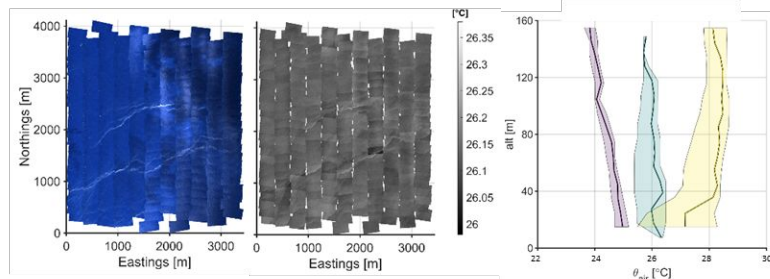 [°C]
4000
3000
2000
1000
0
Northings [m]
0 1000 2000 3000
Eastings [m]
0 1000 2000 3000
Eastings [m]
26.35
26.3
26.25
26.2
26.15
26.1
26.05
26
160
120
80
40
0
alt [m]
22 24 26 28 30
θair [°C]